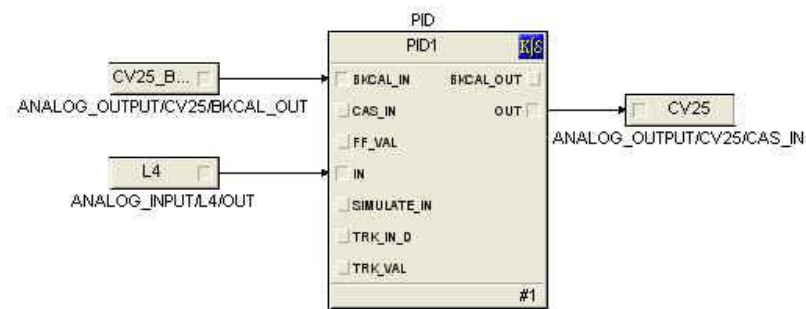 PID
PID1
K|S
CV25_B...
ANALOG_OUTPUT/CV25/BKCAL_OUT
L4
ANALOG_INPUT/L4/OUT
BKCAL_IN
BKCAL_OUT
CAS_IN
OUT
FF_VAL
IN
SIMULATE_IN
TRK_IN_D
TRK_VAL
#1
CV25
ANALOG_OUTPUT/CV25/CAS_IN